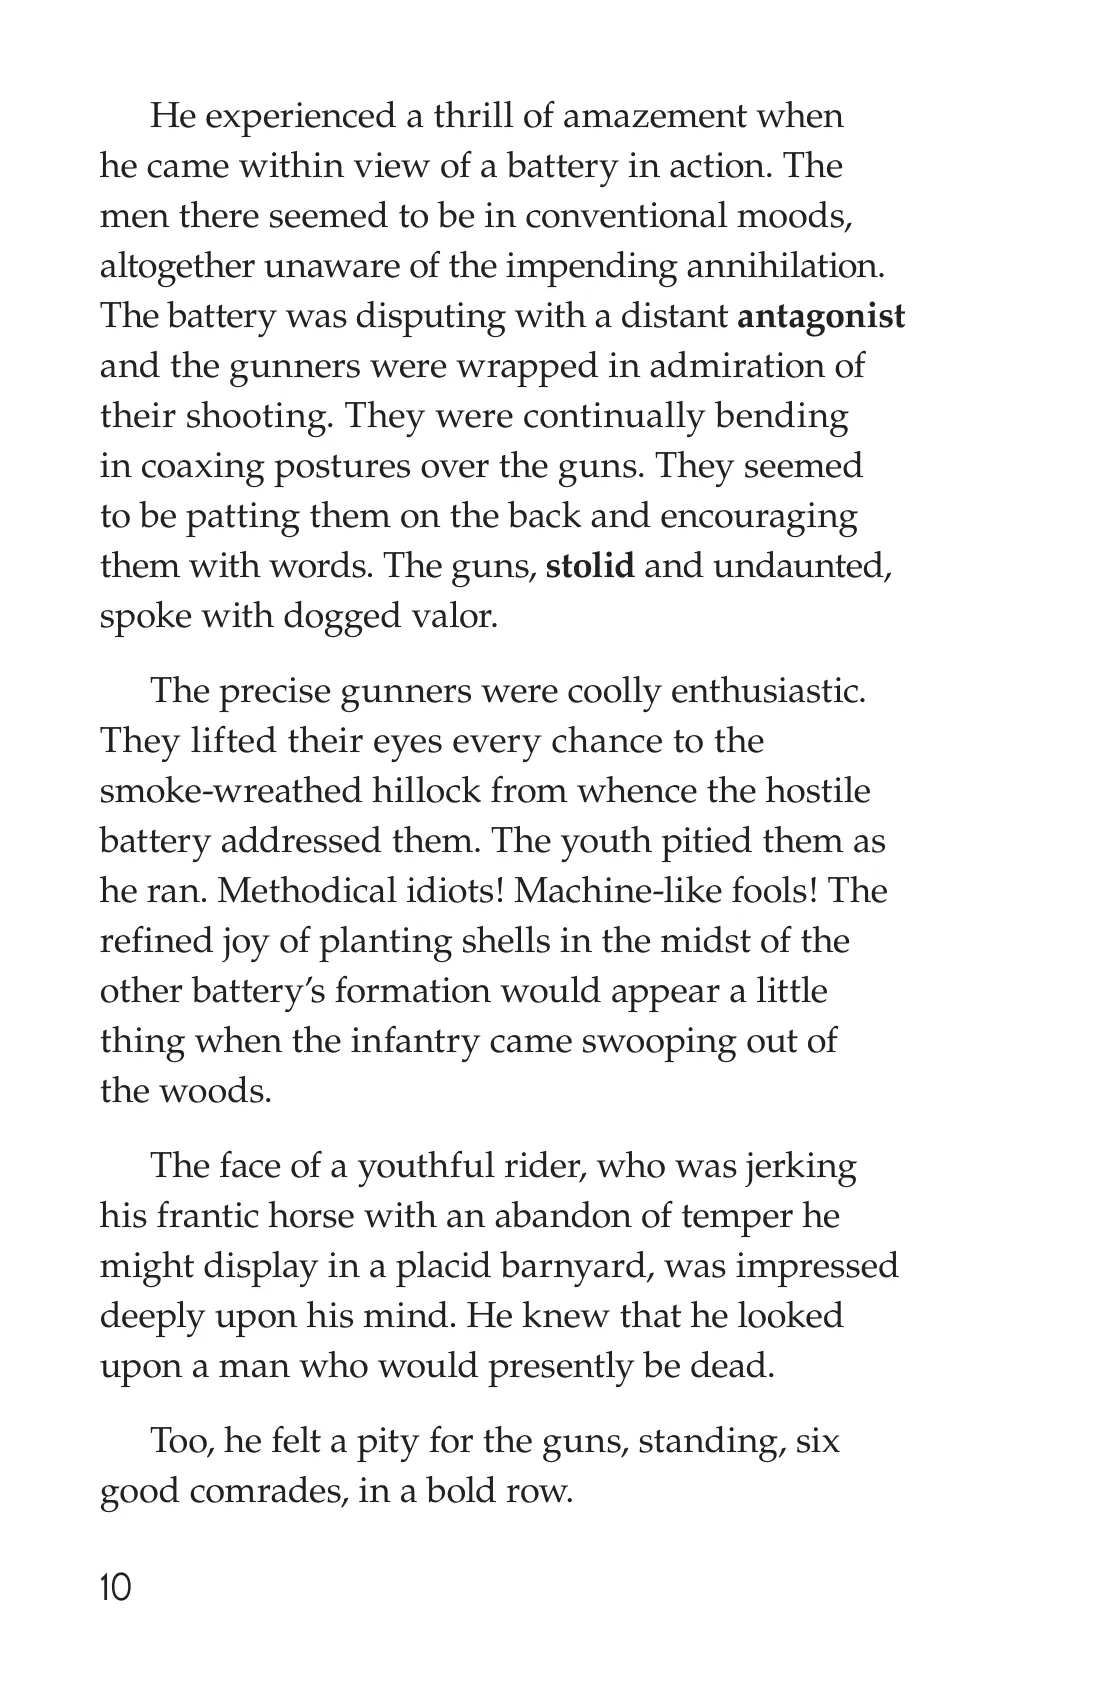 He experienced a thrill of amazement when
he came within view of a battery in action. The
men there seemed to be in conventional moods,
altogether unaware of the impending annihilation.
The battery was disputing with a distant antagonist
and the gunners were wrapped in admiration of
their shooting. They were continually bending
in coaxing postures over the guns. They seemed
to be patting them on the back and encouraging
them with words. The guns, stolid and undaunted,
spoke with dogged valor.
The precise gunners were coolly enthusiastic.
They lifted their eyes every chance to the
smoke-wreathed hillock from whence the hostile
battery addressed them. The youth pitied them as
he ran. Methodical idiots! Machine-like fools! The
refined joy of planting shells in the midst of the
other battery’s formation would appear a little
thing when the infantry came swooping out of
the woods.
The face of a youthful rider, who was jerking
his frantic horse with an abandon of temper he
might display in a placid barnyard, was impressed
deeply upon his mind. He knew that he looked
upon a man who would presently be dead.
Too, he felt a pity for the guns, standing, six
good comrades, in a bold row.
10